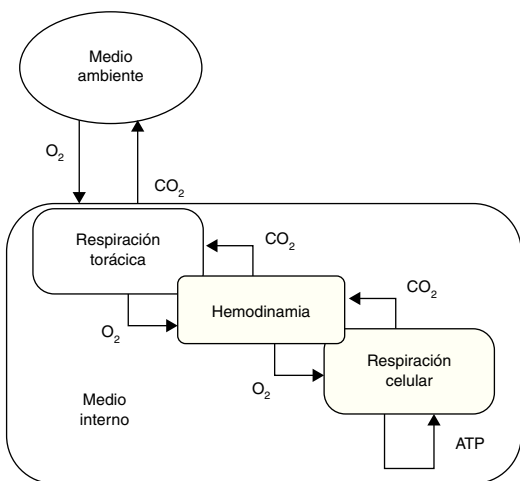 Medio
ambiente
O₂
CO₂
Respiración
torácica
CO₂
O₂
Hemodinamia
CO₂
O₂
Respiración
celular
Medio
interno
ATP